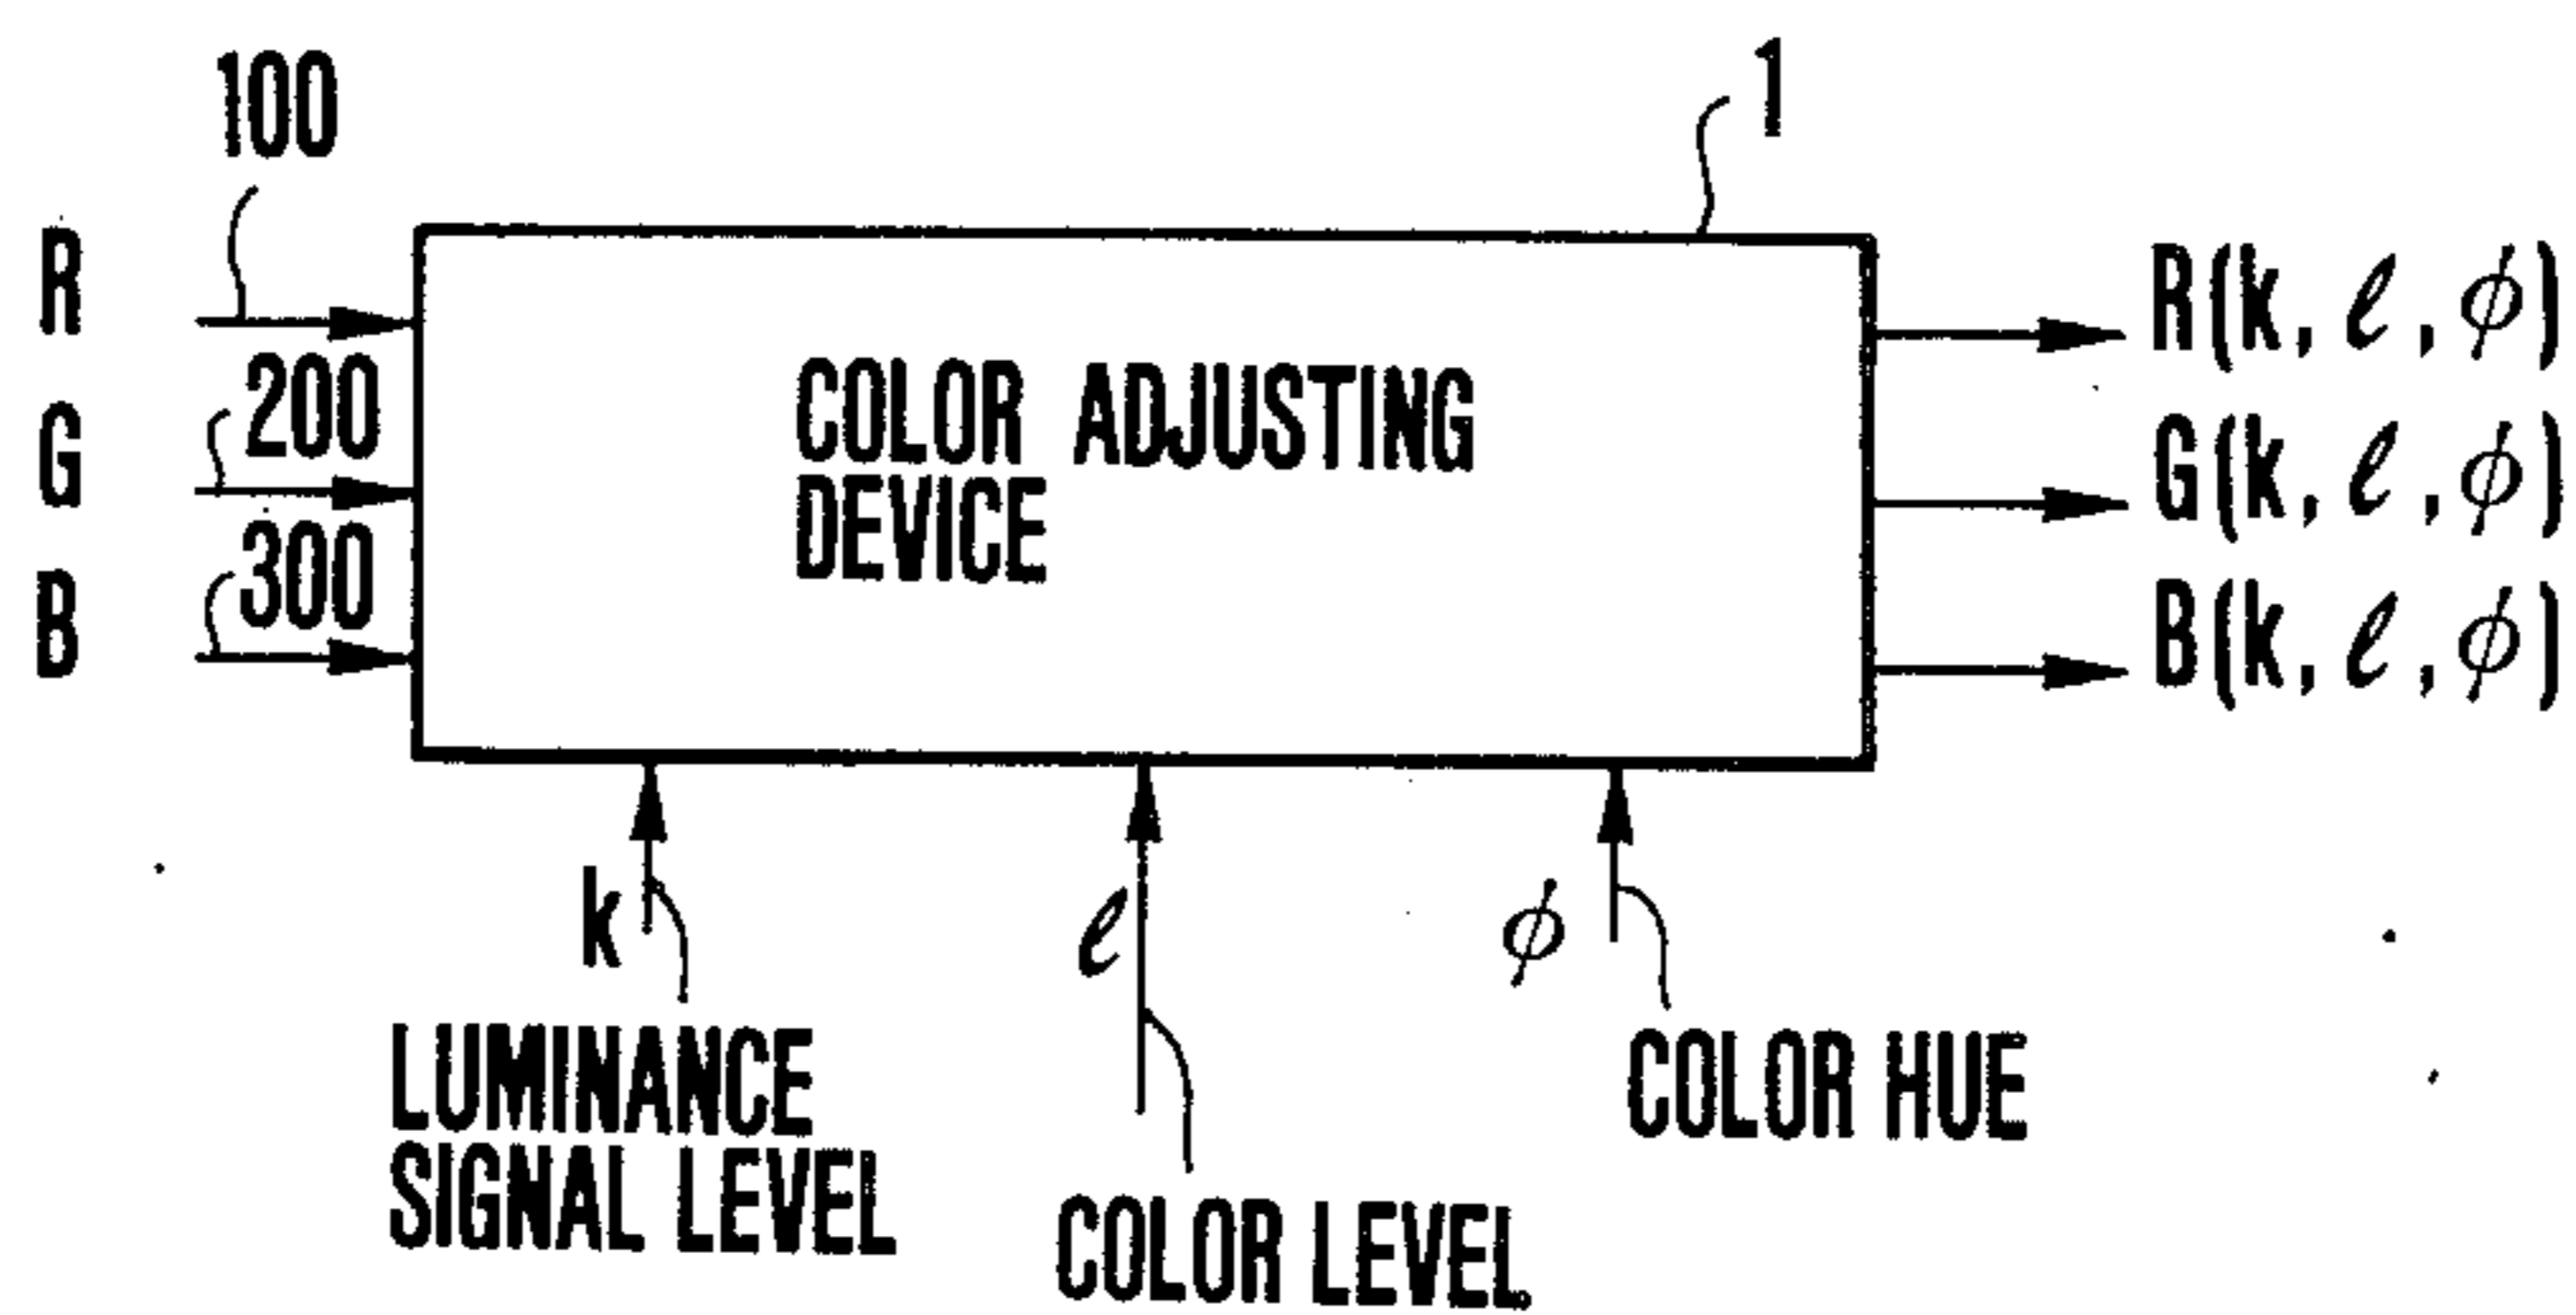 100
1
R
R(k, ℓ, ϕ)
200
G
COLOR ADJUSTING
DEVICE
G(k, ℓ, ϕ)
300
B
B(k, ℓ, ϕ)
k
ℓ
ϕ
LUMINANCE
SIGNAL LEVEL
COLOR LEVEL
COLOR HUE